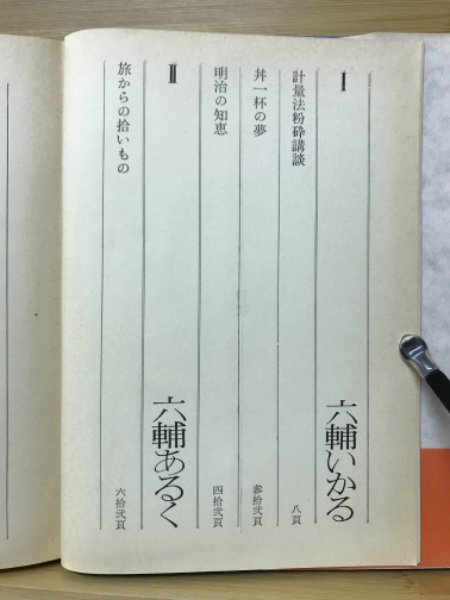 I 六輔いかる
計量法粉砕講談 八頁
丼一杯の夢 参拾弐頁
明治の知恵 四拾弐頁
II 六輔あるく
旅からの拾いもの 六拾弐頁